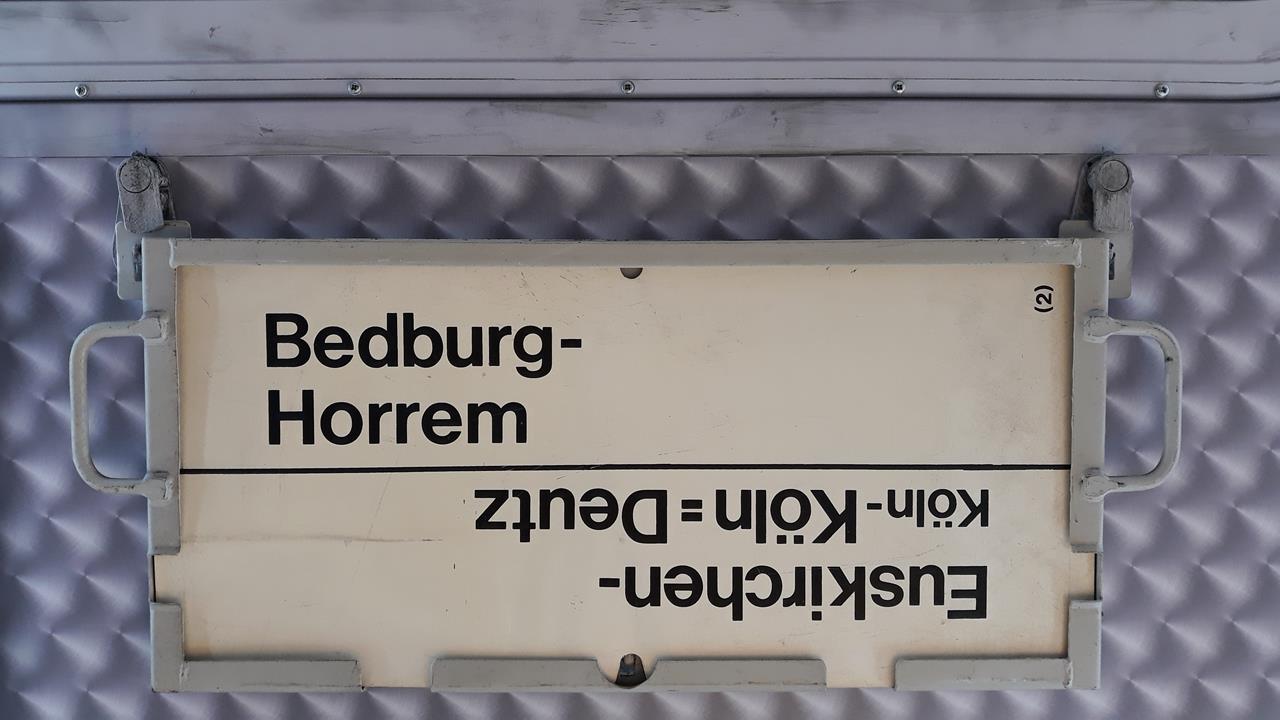 Bedburg-
Horrem
(2)
Euskirchen-
Köln-Köln=Deutz